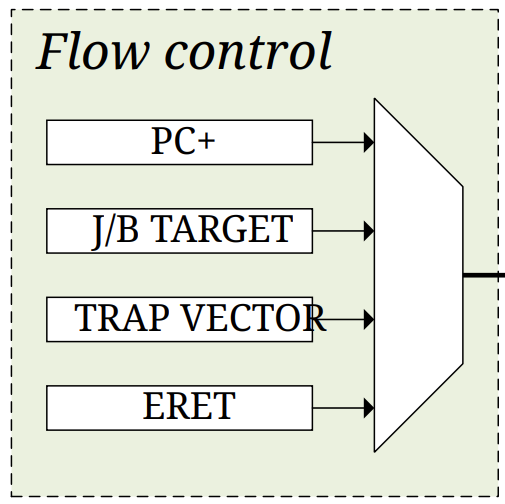 Flow control
PC+
J/B TARGET
TRAP VECTOR
ERET